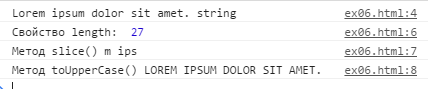 Lorem ipsum dolor sit amet. string ex06.html:4
Свойство length: 27 ex06.html:6
Метод slice() m ips ex06.html:7
Метод toUpperCase() LOREM IPSUM DOLOR SIT AMET. ex06.html:8